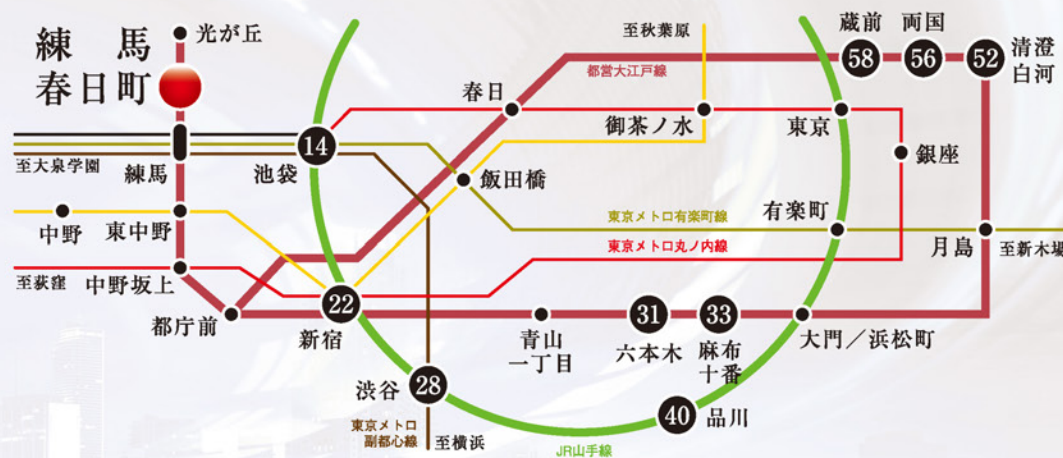 練馬
春日町
光が丘
至秋葉原
蔵前
両国
58
56
52
清澄
白河
都営大江戸線
春日
御茶ノ水
東京
14
池袋
至大泉学園
練馬
飯田橋
銀座
中野
東中野
東京メトロ有楽町線
有楽町
月島
至新木場
東京メトロ丸ノ内線
至荻窪
中野坂上
都庁前
22
新宿
青山
一丁目
31
六本木
33
麻布
十番
大門／浜松町
渋谷
28
東京メトロ
副都心線
至横浜
40
品川
JR山手線